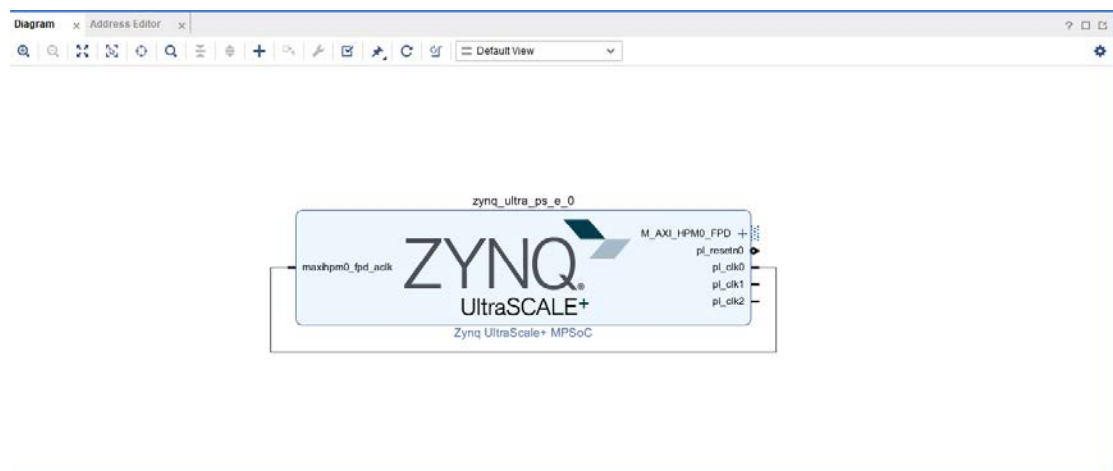 Diagram x Address Editor x ?
Default View
zynq_ultra_ps_e_0
M_AXI_HPM0_FPD
pl_resetn0
maxihpm0_fpd_aclk
pl_clk0
pl_clk1
pl_clk2
ZYNQ
UltraSCALE+
Zynq UltraScale+ MPSoC